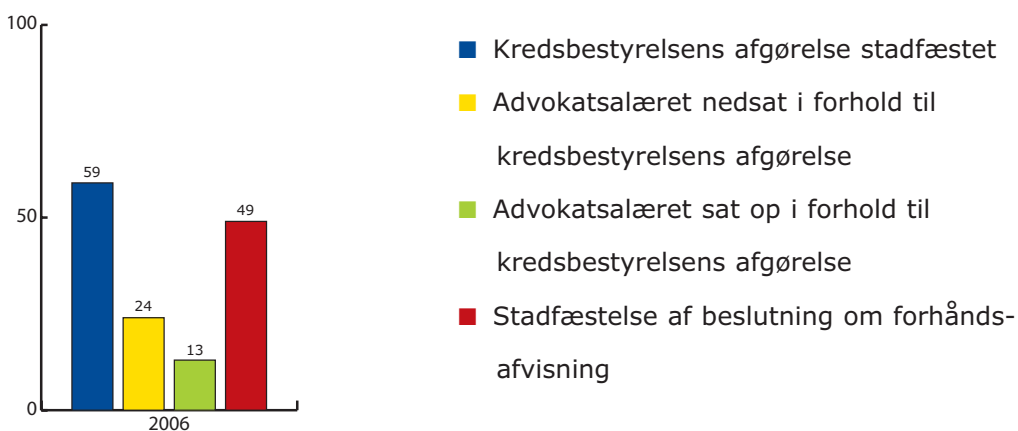 100
50
0
59
24
13
49
2006
Kredsbestyrelsens afgørelse stadfæstet
Advokatsalæret nedsat i forhold til
kredsbestyrelsens afgørelse
Advokatsalæret sat op i forhold til
kredsbestyrelsens afgørelse
Stadfæstelse af beslutning om forhånds-
afvisning